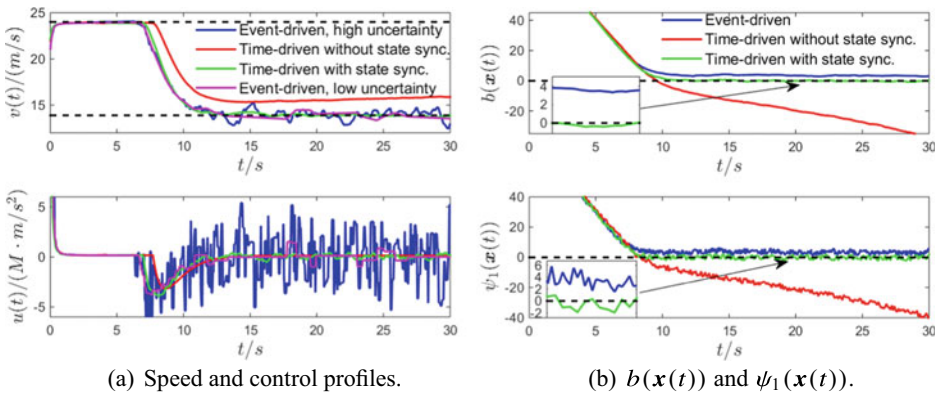 24
20
15
v(t)/(m/s)
0 5 10 15 20 25 30
t/s
Event-driven, high uncertainty
Time-driven without state sync.
Time-driven with state sync.
Event-driven, low uncertainty
5
0
-5
u(t)/(M · m/s²)
0 5 10 15 20 25 30
t/s
(a) Speed and control profiles.
40
20
0
-20
b(x(t))
4
2
0
5 10 15 20 25 30
t/s
Event-driven
Time-driven without state sync.
Time-driven with state sync.
40
20
0
-20
-40
ψ₁(x(t))
6
4
2
0
-2
5 10 15 20 25 30
t/s
(b) b(x(t)) and ψ₁(x(t)).